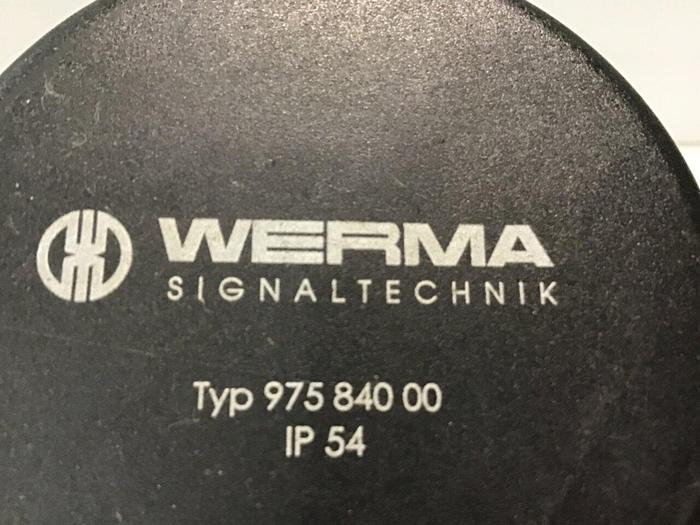 WERMA
SIGNALTECHNIK
Typ 975 840 00
IP 54